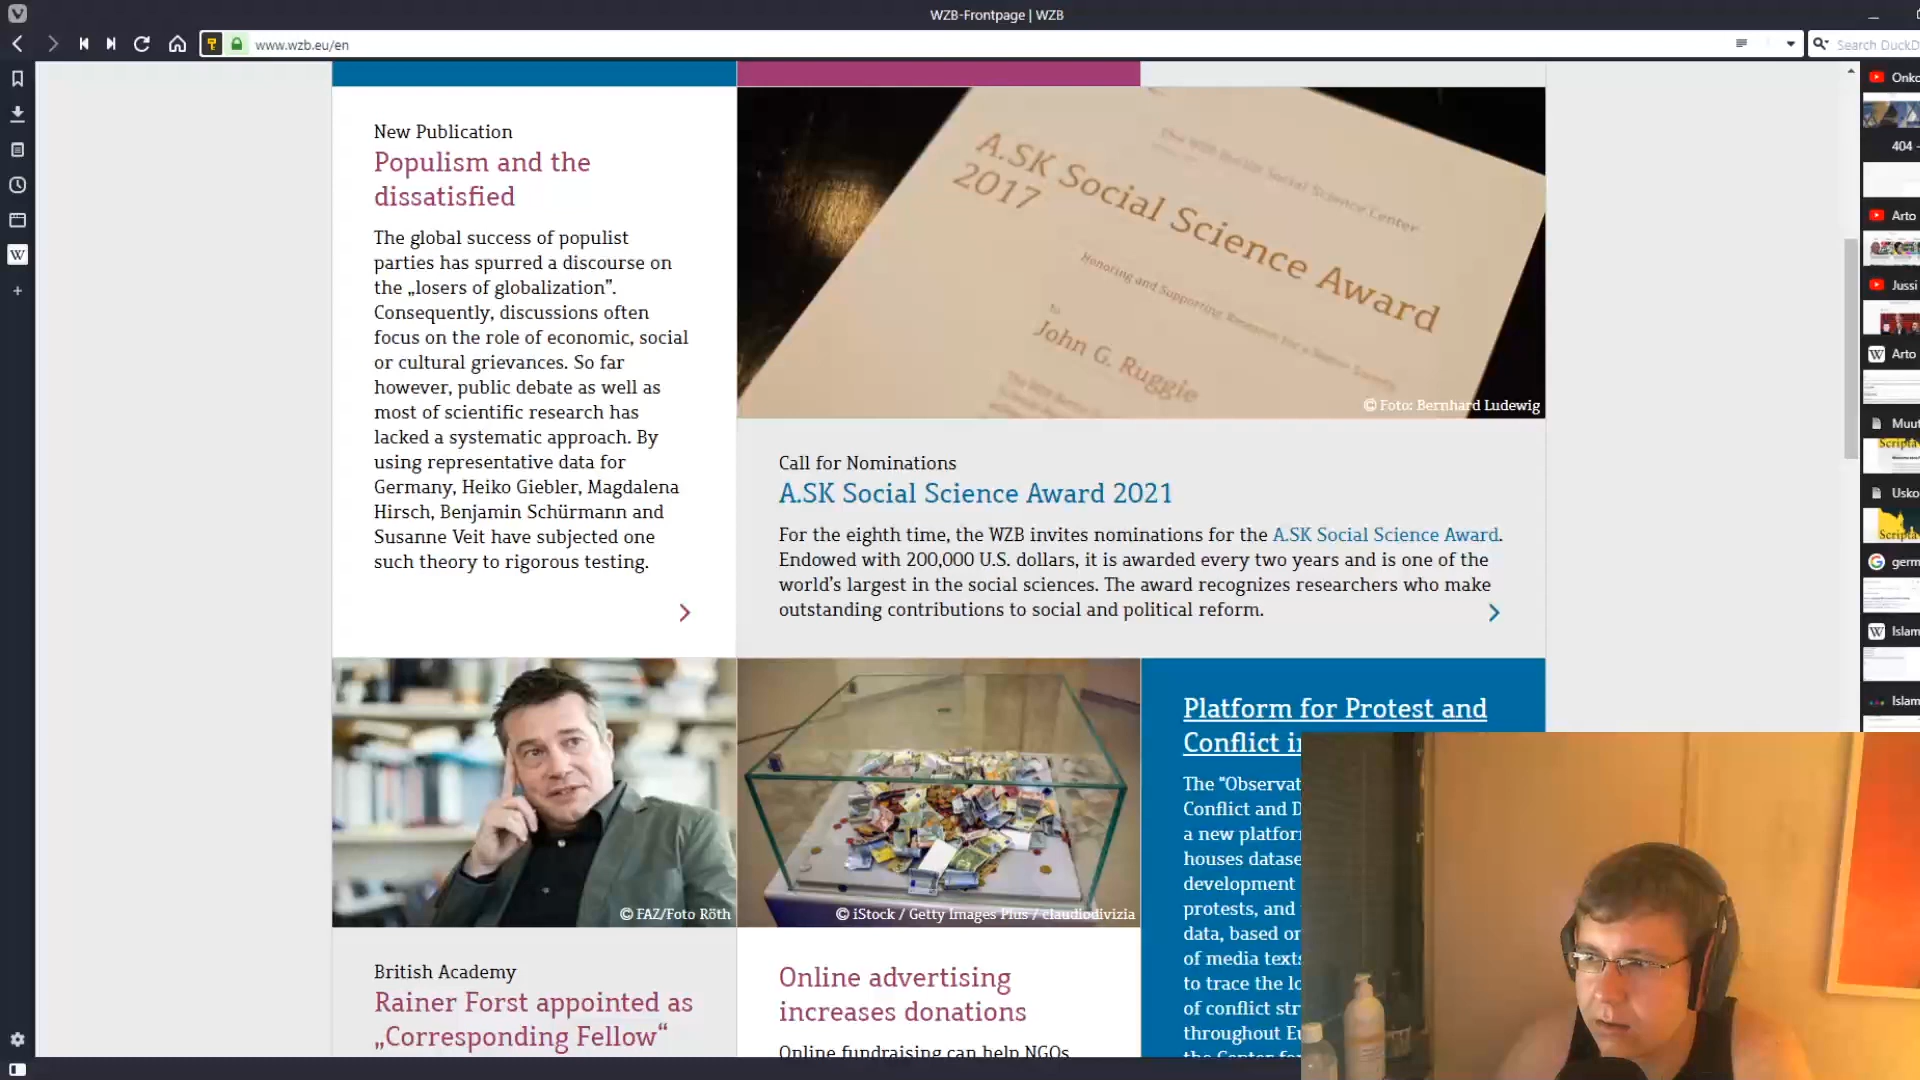 WZB-Frontpage | WZB
www.wzb.eu/en
Search DuckD
New Publication
Populism and the
dissatisfied
The global success of populist
parties has spurred a discourse on
the „losers of globalization”.
Consequently, discussions often
focus on the role of economic, social
or cultural grievances. So far
however, public debate as well as
most of scientific research has
lacked a systematic approach. By
using representative data for
Germany, Heiko Giebler, Magdalena
Hirsch, Benjamin Schürmann and
Susanne Veit have subjected one
such theory to rigorous testing.
The WZB Berlin Social Science Center
A.SK Social Science Award
2017
Honoring and Supporting Research for a Better Society
to
John G. Ruggie
© Foto: Bernhard Ludewig
Call for Nominations
A.SK Social Science Award 2021
For the eighth time, the WZB invites nominations for the A.SK Social Science Award.
Endowed with 200,000 U.S. dollars, it is awarded every two years and is one of the
world's largest in the social sciences. The award recognizes researchers who make
outstanding contributions to social and political reform.
© FAZ/Foto Röth
British Academy
Rainer Forst appointed as
„Corresponding Fellow“
© iStock / Getty Images Plus / claudiodivizia
Online advertising
increases donations
Online fundraising can help NGOs
Platform for Protest and
Conflict i
The “Observat
Conflict and D
a new platfor
houses datase
development
protests, and
data, based on
of media texts
to trace the lo
of conflict str
throughout Eu
the Center for
Onko
404 -
Arto
Jussi
W Arto
Muut
Scripta
Usko
Scripta
G germ
W Islam
Islam
W